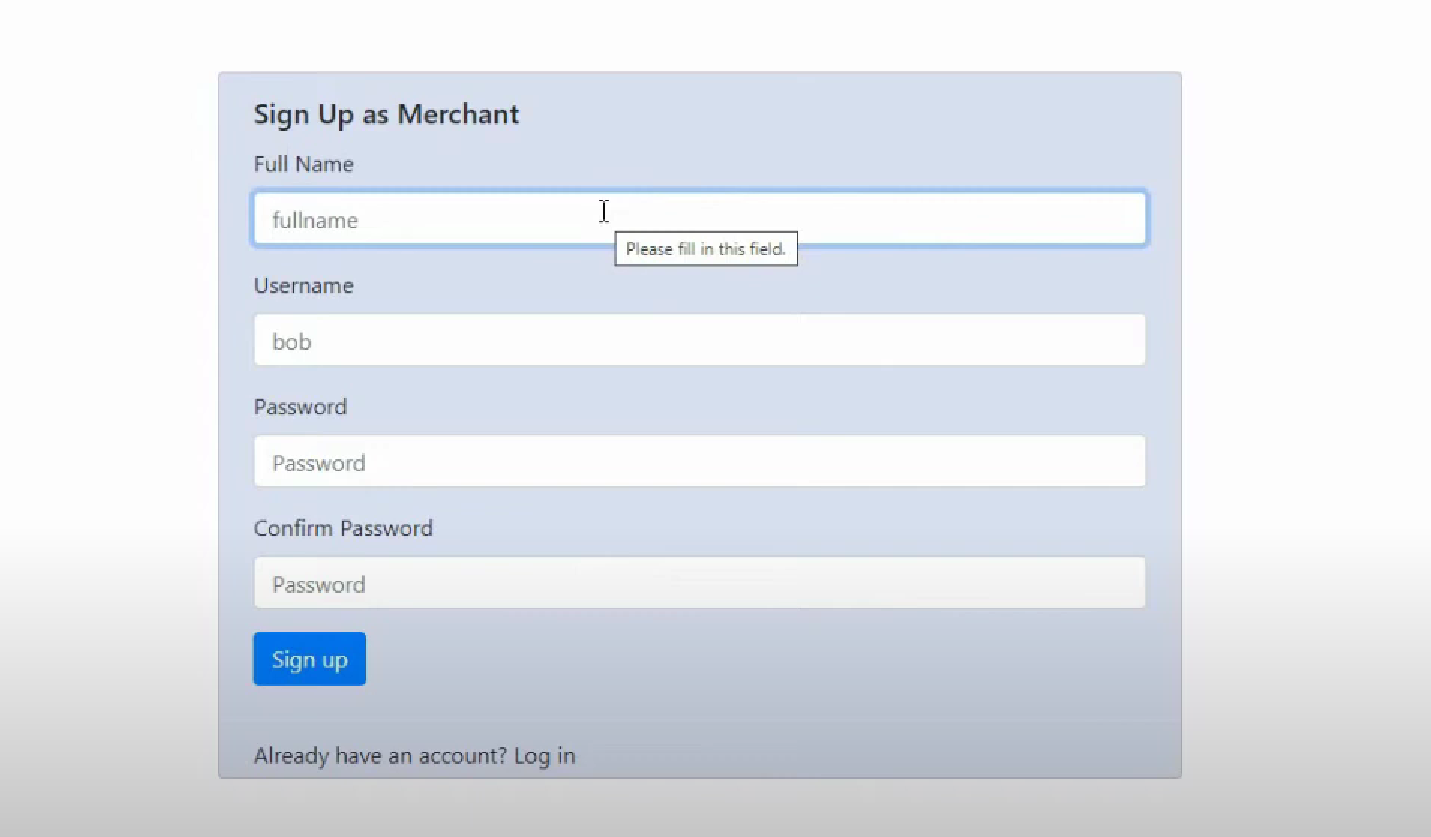 Sign Up as Merchant
Full Name
fullname
Please fill in this field.
Username
bob
Password
Password
Confirm Password
Password
Sign up
Already have an account? Log in